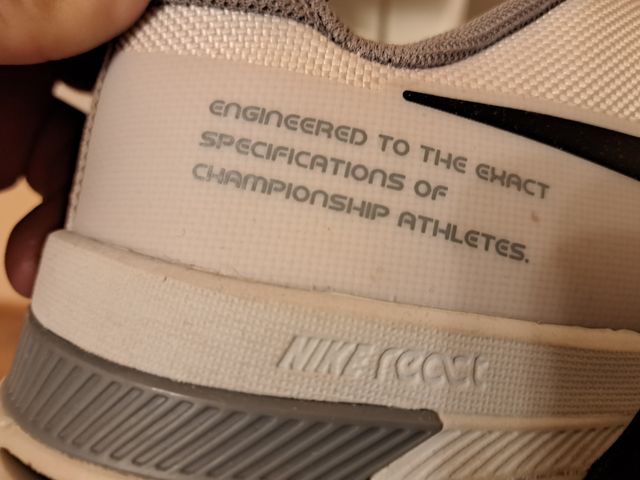 ENGINEERED TO THE EXACT
SPECIFICATIONS OF
CHAMPIONSHIP ATHLETES.
NIKE react